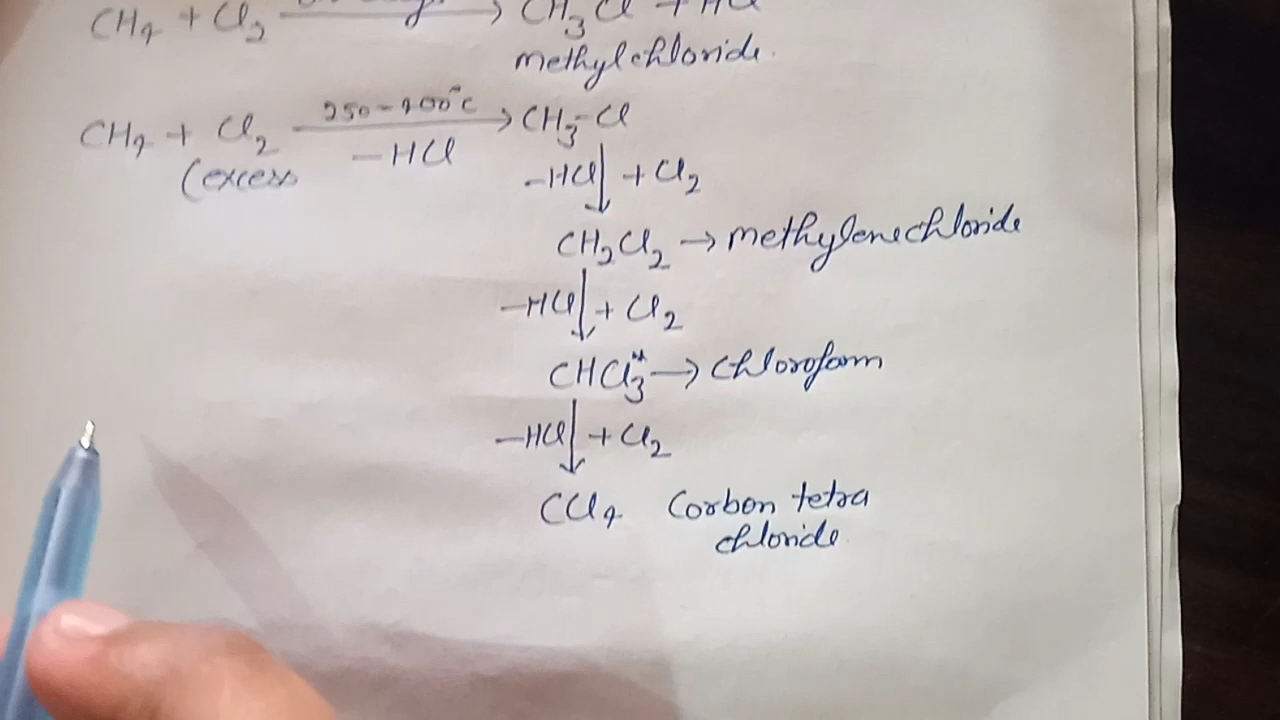 CH4 + Cl2 → CH3Cl + HCl
methylchloride.
CH4 + Cl2 250-400°C → CH3-Cl
(excess -HCl
-HCl ↓ + Cl2
CH2Cl2 → methylenechloride
-HCl ↓ + Cl2
CHCl3 → Chloroform
-HCl ↓ + Cl2
CCl4 Corbon tetra
chloride